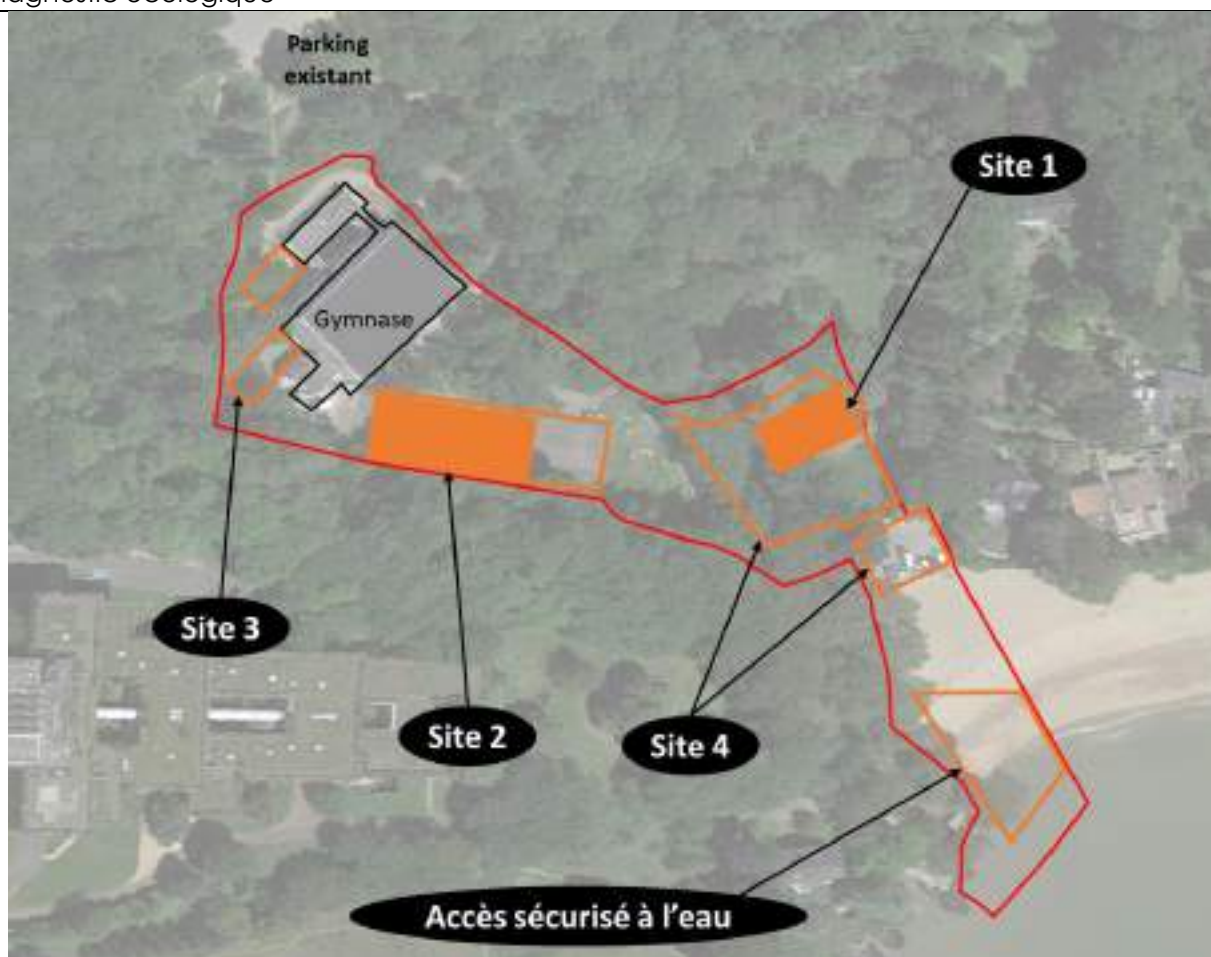 Parking
existant
Site 1
Gymnase
Site 3
Site 2
Site 4
Accès sécurisé à l'eau